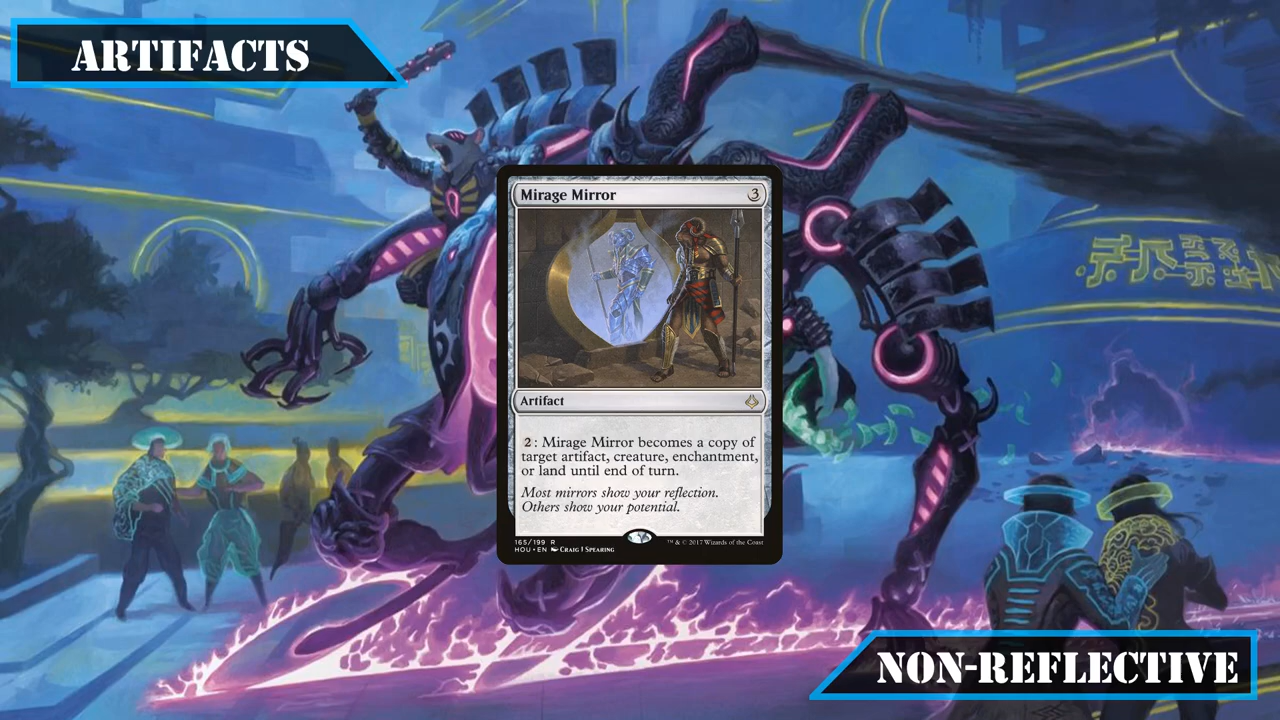 ARTIFACTS
Mirage Mirror 3
Artifact
2: Mirage Mirror becomes a copy of
target artifact, creature, enchantment,
or land until end of turn.
Most mirrors show your reflection.
Others show your potential.
165/199 R
HOU • EN CRAIG J SPEARING
™ & © 2017 Wizards of the Coast
NON-REFLECTIVE